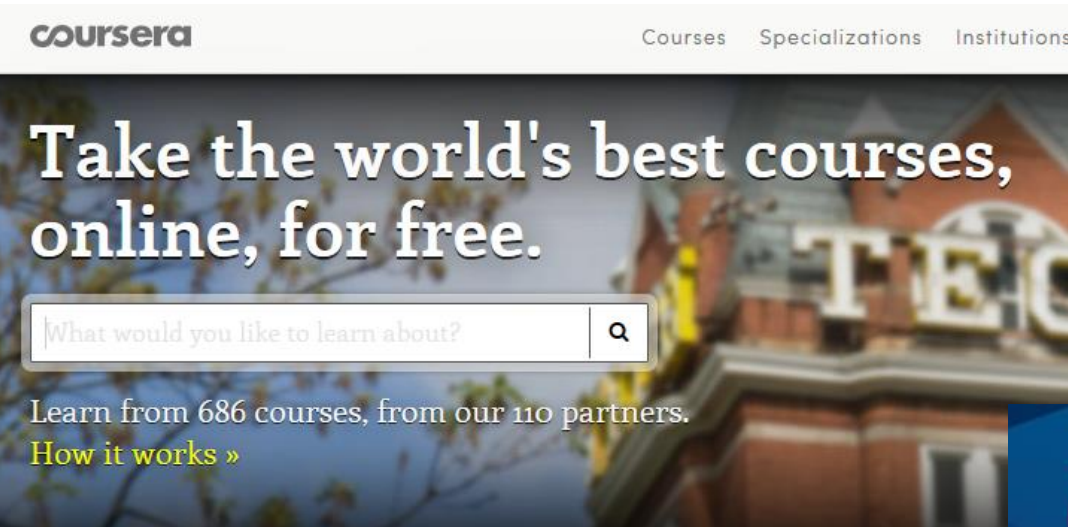 coursera
Courses Specializations Institutions
Take the world's best courses,
online, for free.
What would you like to learn about?
TEC
Learn from 686 courses, from our 110 partners.
How it works »